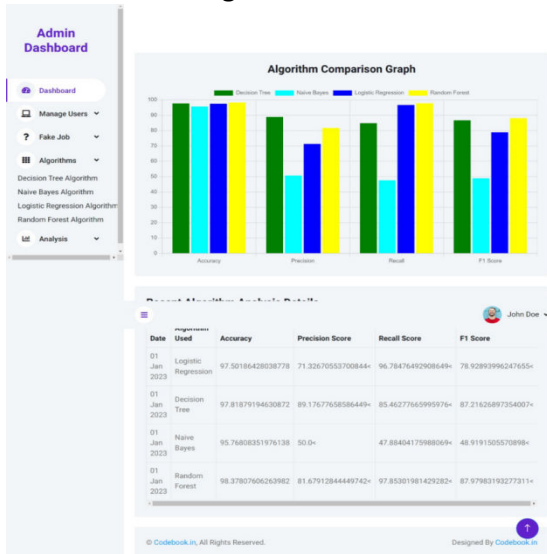 Admin
Dashboard
Dashboard
Manage Users
? Fake Job
Algorithms
Decision Tree Algorithm
Naive Bayes Algorithm
Logistic Regression Algorithm
Random Forest Algorithm
Analysis
Algorithm Comparison Graph
Decision Tree Naive Bayes Logistic Regression Random Forest
100
90
80
70
60
50
40
30
20
10
0
Accuracy Precision Recall F1 Score
Recent Algorithm Analysis Details
John Doe
Date Algorithm Used Accuracy Precision Score Recall Score F1 Score
01 Jan 2023 Logistic Regression 97.50186428038778 71.32670553700844< 96.78476492908649< 78.92893996247655<
01 Jan 2023 Decision Tree 97.81879194630872 89.17677658586449< 85.46277665995976< 87.21626897354007<
01 Jan 2023 Naive Bayes 95.76808351976138 50.0< 47.88404175988069< 48.9191505570898<
01 Jan 2023 Random Forest 98.37807606263982 81.67912844449742< 97.85301981429282< 87.97983193277311<
© Codebook.in, All Rights Reserved.
Designed By Codebook.in